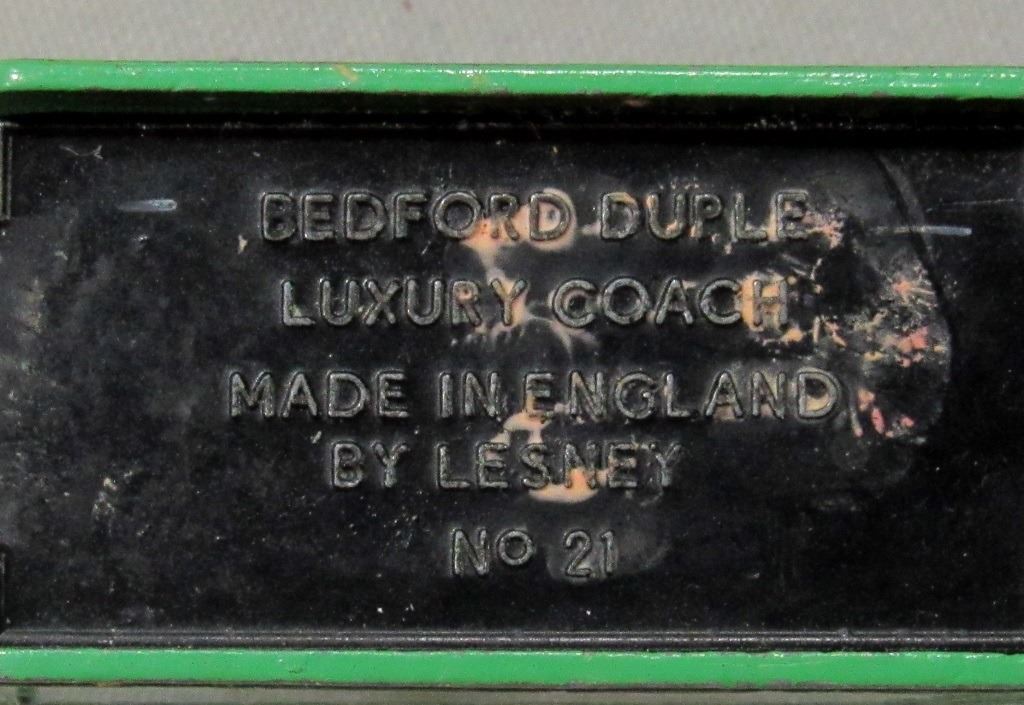 BEDFORD DUPLE
LUXURY COACH
MADE IN ENGLAND
BY LESNEY
No 21